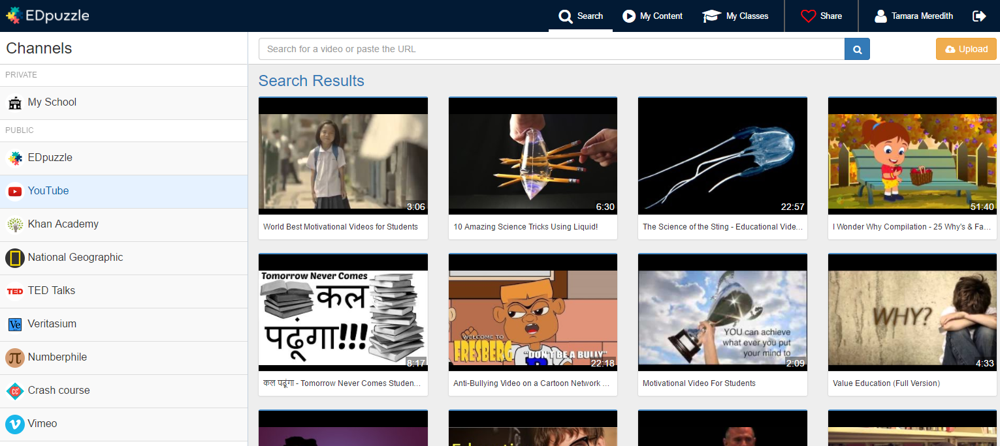 EDpuzzle
Search
My Content
My Classes
Share
Tamara Meredith
Channels
PRIVATE
My School
PUBLIC
EDpuzzle
YouTube
Khan Academy
National Geographic
TED
TED Talks
Ve
Veritasium
π
Numberphile
CC
Crash course
Vimeo
Search for a video or paste the URL
Upload
Search Results
3:06
World Best Motivational Videos for Students
6:30
10 Amazing Science Tricks Using Liquid!
22:57
The Science of the Sting - Educational Vide...
51:40
I Wonder Why Compilation - 25 Why's & Fa...
Tomorrow Never Comes
कल
पढूंगा!!!
8:17
कल पढूंगा - Tomorrow Never Comes Studen...
WELCOME TO
FRESBERG
"DON'T BE A BULLY"
22:18
Anti-Bullying Video on a Cartoon Network ...
YOU can achieve
what ever you put
your mind to
2:09
Motivational Video For Students
WHY?
4:33
Value Education (Full Version)